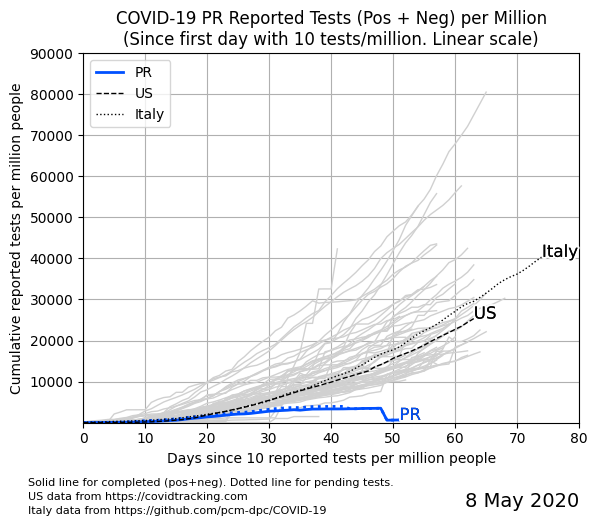 COVID-19 PR Reported Tests (Pos + Neg) per Million
(Since first day with 10 tests/million. Linear scale)
Cumulative reported tests per million people
90000
80000
70000
60000
50000
40000
30000
20000
10000
PR
US
Italy
Italy
US
PR
0 10 20 30 40 50 60 70 80
Days since 10 reported tests per million people
Solid line for completed (pos+neg). Dotted line for pending tests.
US data from https://covidtracking.com
Italy data from https://github.com/pcm-dpc/COVID-19
8 May 2020